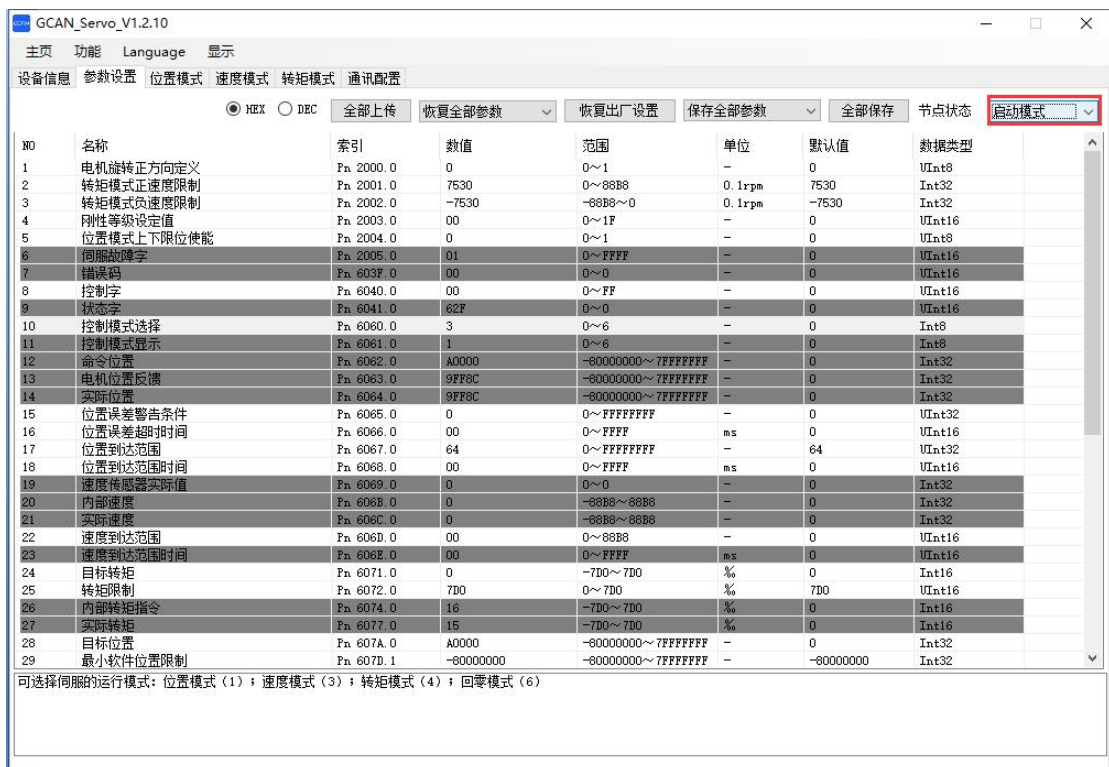 GCAN_Servo_V1.2.10
主页 功能 Language 显示
设备信息 参数设置 位置模式 速度模式 转矩模式 通讯配置
HEX DEC 全部上传 恢复全部参数 恢复出厂设置 保存全部参数 全部保存 节点状态 启动模式
NO 名称 索引 数值 范围 单位 默认值 数据类型
1 电机旋转正方向定义 Pn 2000.0 0 0~1 - 0 UInt8
2 转矩模式正速度限制 Pn 2001.0 7530 0~88B8 0.1rpm 7530 Int32
3 转矩模式负速度限制 Pn 2002.0 -7530 -88B8~0 0.1rpm -7530 Int32
4 刚性等级设定值 Pn 2003.0 00 0~1F - 0 UInt16
5 位置模式上下限位使能 Pn 2004.0 0 0~1 - 0 UInt8
6 伺服故障字 Pn 2005.0 01 0~FFFF - 0 UInt16
7 错误码 Pn 603F.0 00 0~0 - 0 UInt16
8 控制字 Pn 6040.0 00 0~FF - 0 UInt16
9 状态字 Pn 6041.0 62F 0~0 - 0 UInt16
10 控制模式选择 Pn 6060.0 3 0~6 - 0 Int8
11 控制模式显示 Pn 6061.0 1 0~6 - 0 Int8
12 命令位置 Pn 6062.0 A0000 -80000000~7FFFFFFF - 0 Int32
13 电机位置反馈 Pn 6063.0 9FF8C -80000000~7FFFFFFF - 0 Int32
14 实际位置 Pn 6064.0 9FF8C -80000000~7FFFFFFF - 0 Int32
15 位置误差警告条件 Pn 6065.0 0 0~FFFFFFFF - 0 UInt32
16 位置误差超时时间 Pn 6066.0 00 0~FFFF ms 0 UInt16
17 位置到达范围 Pn 6067.0 64 0~FFFFFFFF - 64 UInt32
18 位置到达范围时间 Pn 6068.0 00 0~FFFF ms 0 UInt16
19 速度传感器实际值 Pn 6069.0 0 0~0 - 0 Int32
20 内部速度 Pn 606B.0 0 -88B8~88B8 - 0 Int32
21 实际速度 Pn 606C.0 0 -88B8~88B8 - 0 Int32
22 速度到达范围 Pn 606D.0 00 0~88B8 - 0 UInt16
23 速度到达范围时间 Pn 606E.0 00 0~FFFF ms 0 UInt16
24 目标转矩 Pn 6071.0 0 -7D0~7D0 ‰ 0 Int16
25 转矩限制 Pn 6072.0 7D0 0~7D0 ‰ 7D0 UInt16
26 内部转矩指令 Pn 6074.0 16 -7D0~7D0 ‰ 0 Int16
27 实际转矩 Pn 6077.0 15 -7D0~7D0 ‰ 0 Int16
28 目标位置 Pn 607A.0 A0000 -80000000~7FFFFFFF - 0 Int32
29 最小软件位置限制 Pn 607D.1 -80000000 -80000000~7FFFFFFF - -80000000 Int32
可选择伺服的运行模式：位置模式（1）；速度模式（3）；转矩模式（4）；回零模式（6）